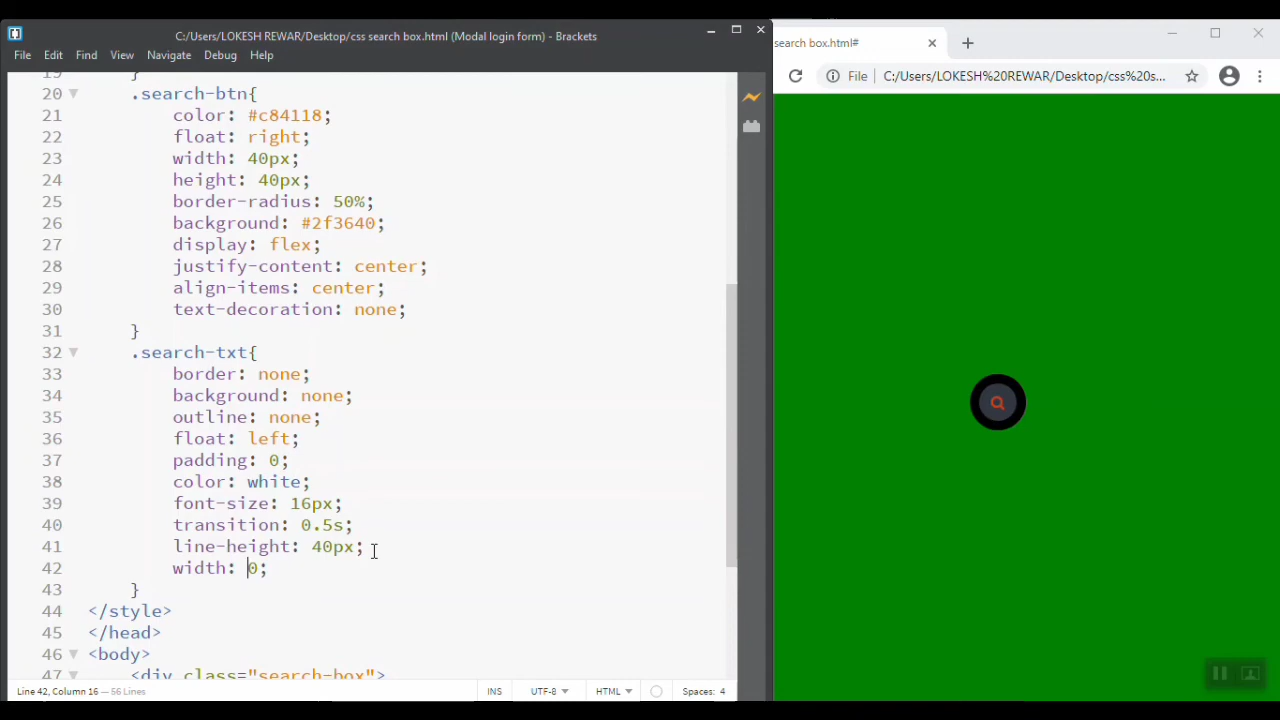 C:/Users/LOKESH REWAR/Desktop/css search box.html (Modal login form) - Brackets
File Edit Find View Navigate Debug Help
search box.html#
File C:/Users/LOKESH%20REWAR/Desktop/css%20s...
19 }
20 .search-btn{
21 color: #c84118;
22 float: right;
23 width: 40px;
24 height: 40px;
25 border-radius: 50%;
26 background: #2f3640;
27 display: flex;
28 justify-content: center;
29 align-items: center;
30 text-decoration: none;
31 }
32 .search-txt{
33 border: none;
34 background: none;
35 outline: none;
36 float: left;
37 padding: 0;
38 color: white;
39 font-size: 16px;
40 transition: 0.5s;
41 line-height: 40px;
42 width: 0;
43 }
44 </style>
45 </head>
46 <body>
47 <div class="search-box">
Line 42, Column 16 — 56 Lines
INS UTF-8 HTML Spaces: 4